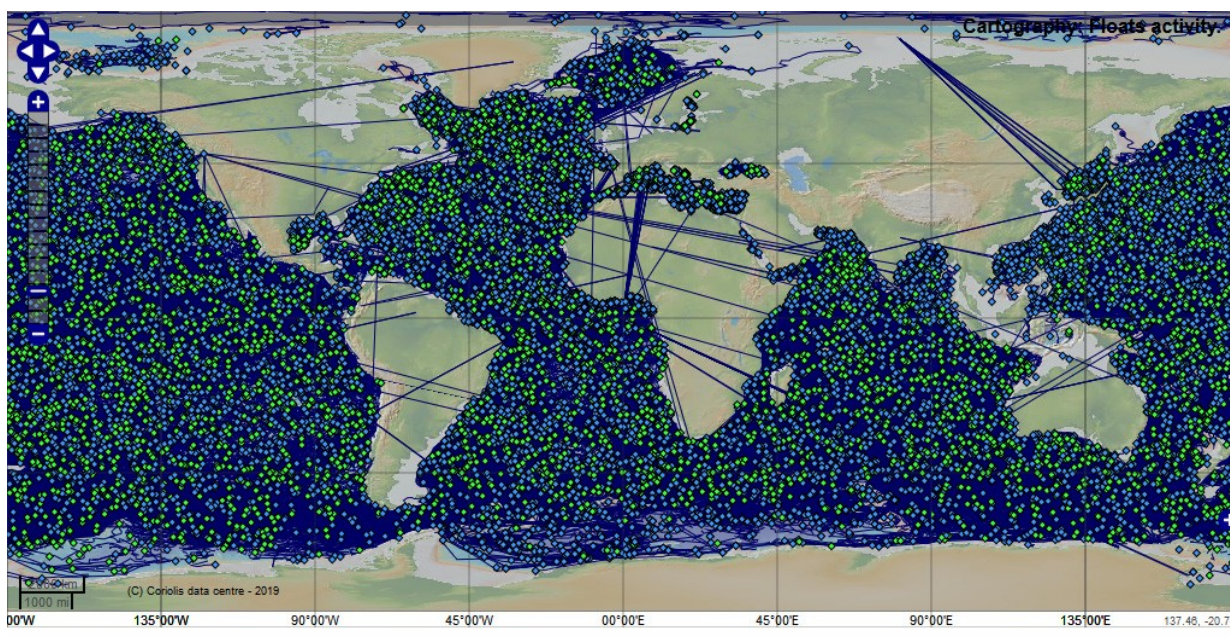 Cartography: Floats activity.
(C) Coriolis data centre - 2019
1000 mi
00"W
135°00'W
90°00'W
45°00'W
00°00'E
45°00'E
90°00'E
135°00'E
137.46, -20.7